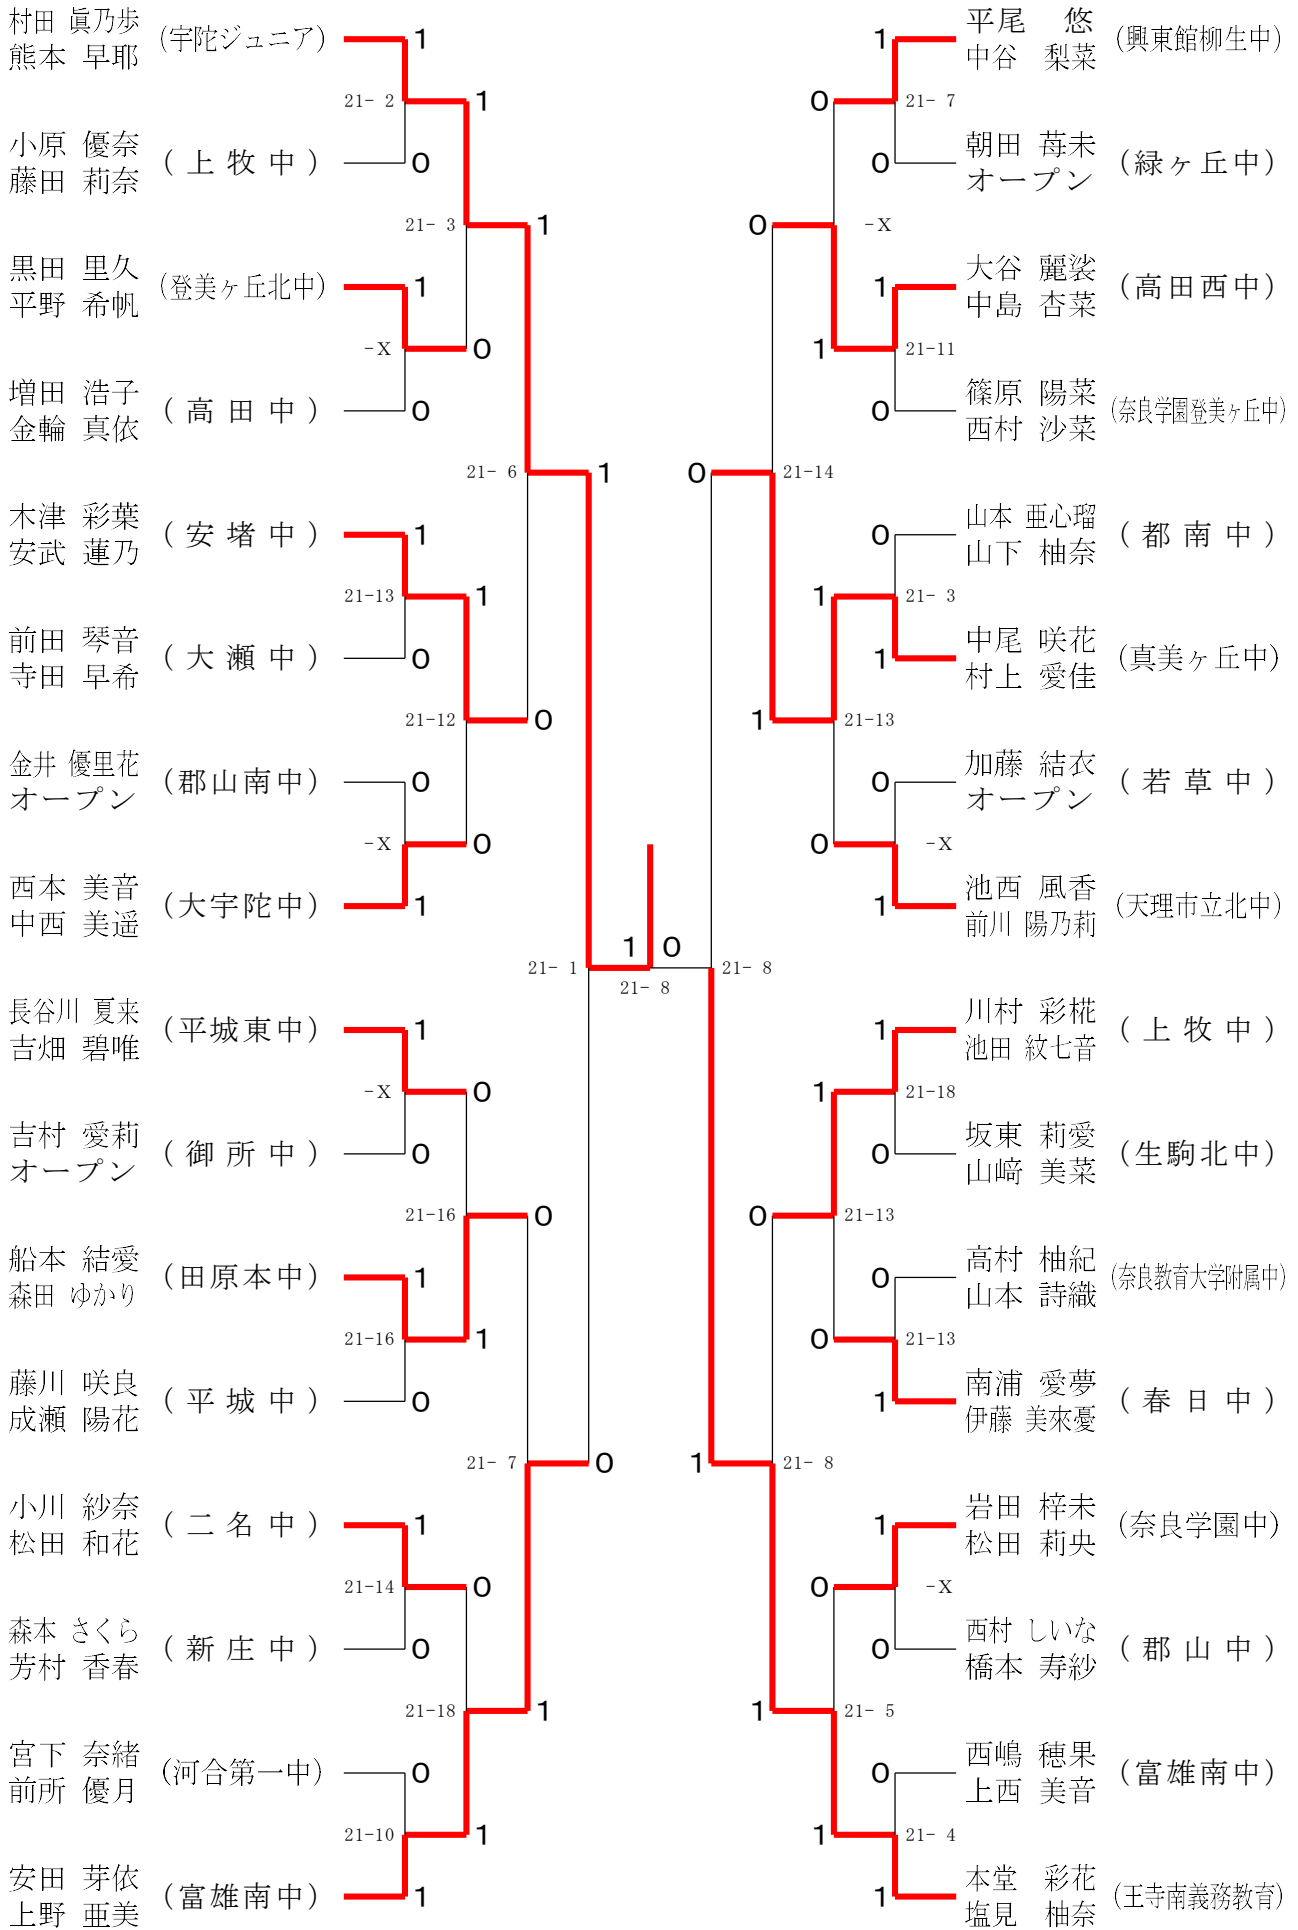 村田 眞乃歩
熊本 早耶
(宇陀ジュニア)
1
21- 2
1
小原 優奈
藤田 莉奈
(上牧中)
0
21- 3
1
黒田 里久
平野 希帆
(登美ヶ丘北中)
1
-X
0
増田 浩子
金輪 真依
(高田中)
0
21- 6
1
木津 彩葉
安武 蓮乃
(安堵中)
1
21-13
1
前田 琴音
寺田 早希
(大瀬中)
0
21-12
0
金井 優里花
オープン
(郡山南中)
0
-X
0
西本 美音
中西 美遥
(大宇陀中)
1
21- 1
長谷川 夏来
吉畑 碧唯
(平城東中)
1
-X
0
吉村 愛莉
オープン
(御所中)
0
21-16
0
船本 結愛
森田 ゆかり
(田原本中)
1
21-16
1
藤川 咲良
成瀬 陽花
(平城中)
0
21- 7
0
小川 紗奈
松田 和花
(二名中)
1
21-14
0
森本 さくら
芳村 香春
(新庄中)
0
21-18
1
宮下 奈緒
前所 優月
(河合第一中)
0
21-10
1
安田 芽依
上野 亜美
(富雄南中)
1
1 0
21- 8
平尾 悠
中谷 梨菜
(興東館柳生中)
1
0
21- 7
朝田 苺未
オープン
(緑ヶ丘中)
0
0
-X
大谷 麗裟
中島 杏菜
(高田西中)
1
1
21-11
篠原 陽菜
西村 沙菜
(奈良学園登美ヶ丘中)
0
0
21-14
山本 亜心瑠
山下 柚奈
(都南中)
0
1
21- 3
中尾 咲花
村上 愛佳
(真美ヶ丘中)
1
1
21-13
加藤 結衣
オープン
(若草中)
0
0
-X
池西 風香
前川 陽乃莉
(天理市立北中)
1
21- 8
川村 彩椛
池田 紋七音
(上牧中)
1
1
21-18
坂東 莉愛
山﨑 美菜
(生駒北中)
0
0
21-13
高村 柚紀
山本 詩織
(奈良教育大学附属中)
0
0
21-13
南浦 愛夢
伊藤 美來憂
(春日中)
1
1
21- 8
岩田 梓未
松田 莉央
(奈良学園中)
1
0
-X
西村 しいな
橋本 寿紗
(郡山中)
0
1
21- 5
西嶋 穂果
上西 美音
(富雄南中)
0
1
21- 4
本堂 彩花
塩見 柚奈
(王寺南義務教育)
1